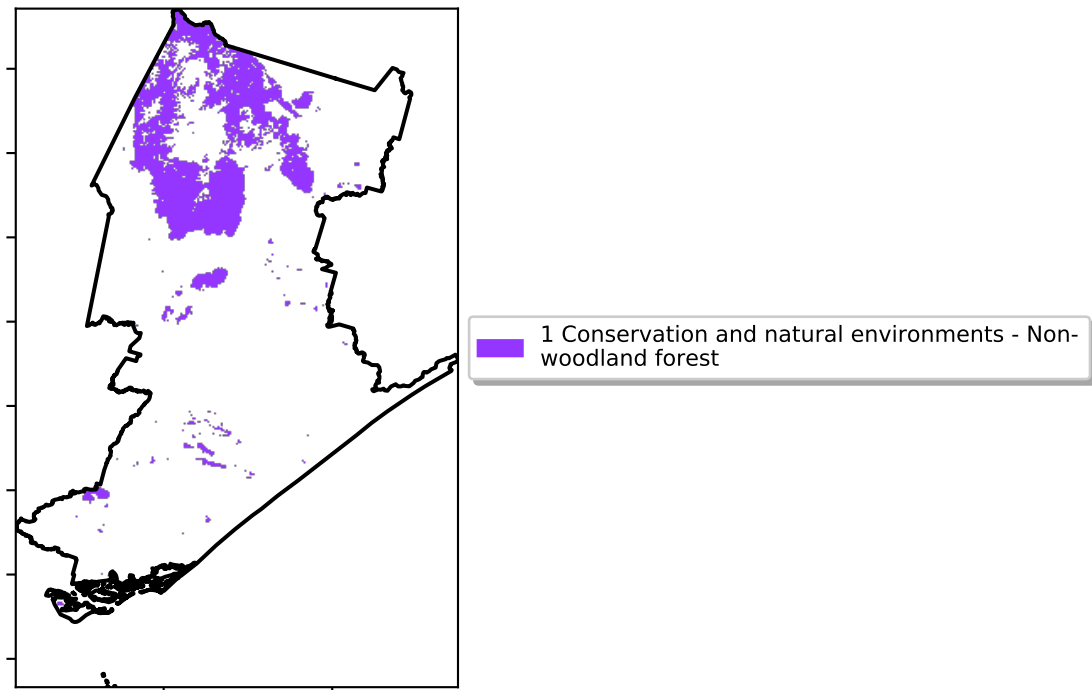 1 Conservation and natural environments - Non-
woodland forest